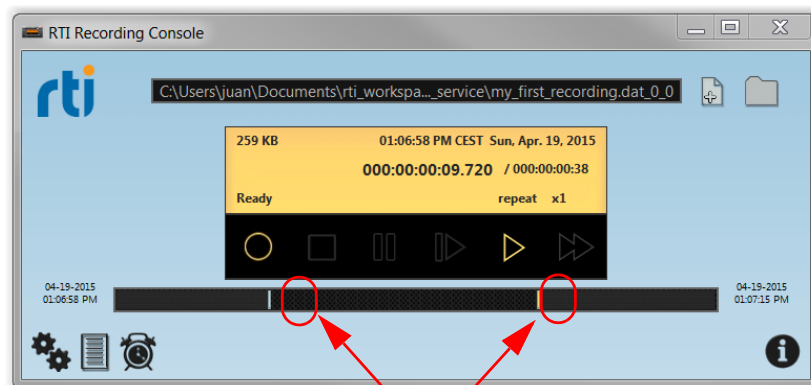 RTI Recording Console
rti
C:\Users\juan\Documents\rti_workspa..._service\my_first_recording.dat_0_0
259 KB 01:06:58 PM CEST Sun, Apr. 19, 2015
000:00:00:09.720 / 000:00:00:38
Ready repeat x1
04-19-2015 04-19-2015
01:06:58 PM 01:07:15 PM
i